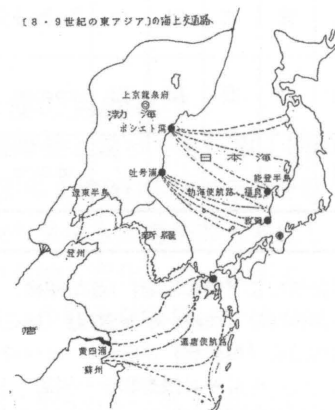 〔8・9世紀の東アジア〕の海上交通路
上京龍泉府
渤海
ポシエト湾
日本海
能登半島
吐号浦
渤海使航路
福良
遼東半島
敦賀
新羅
登州
遣唐使航路
唐
黄四浦
蘇州